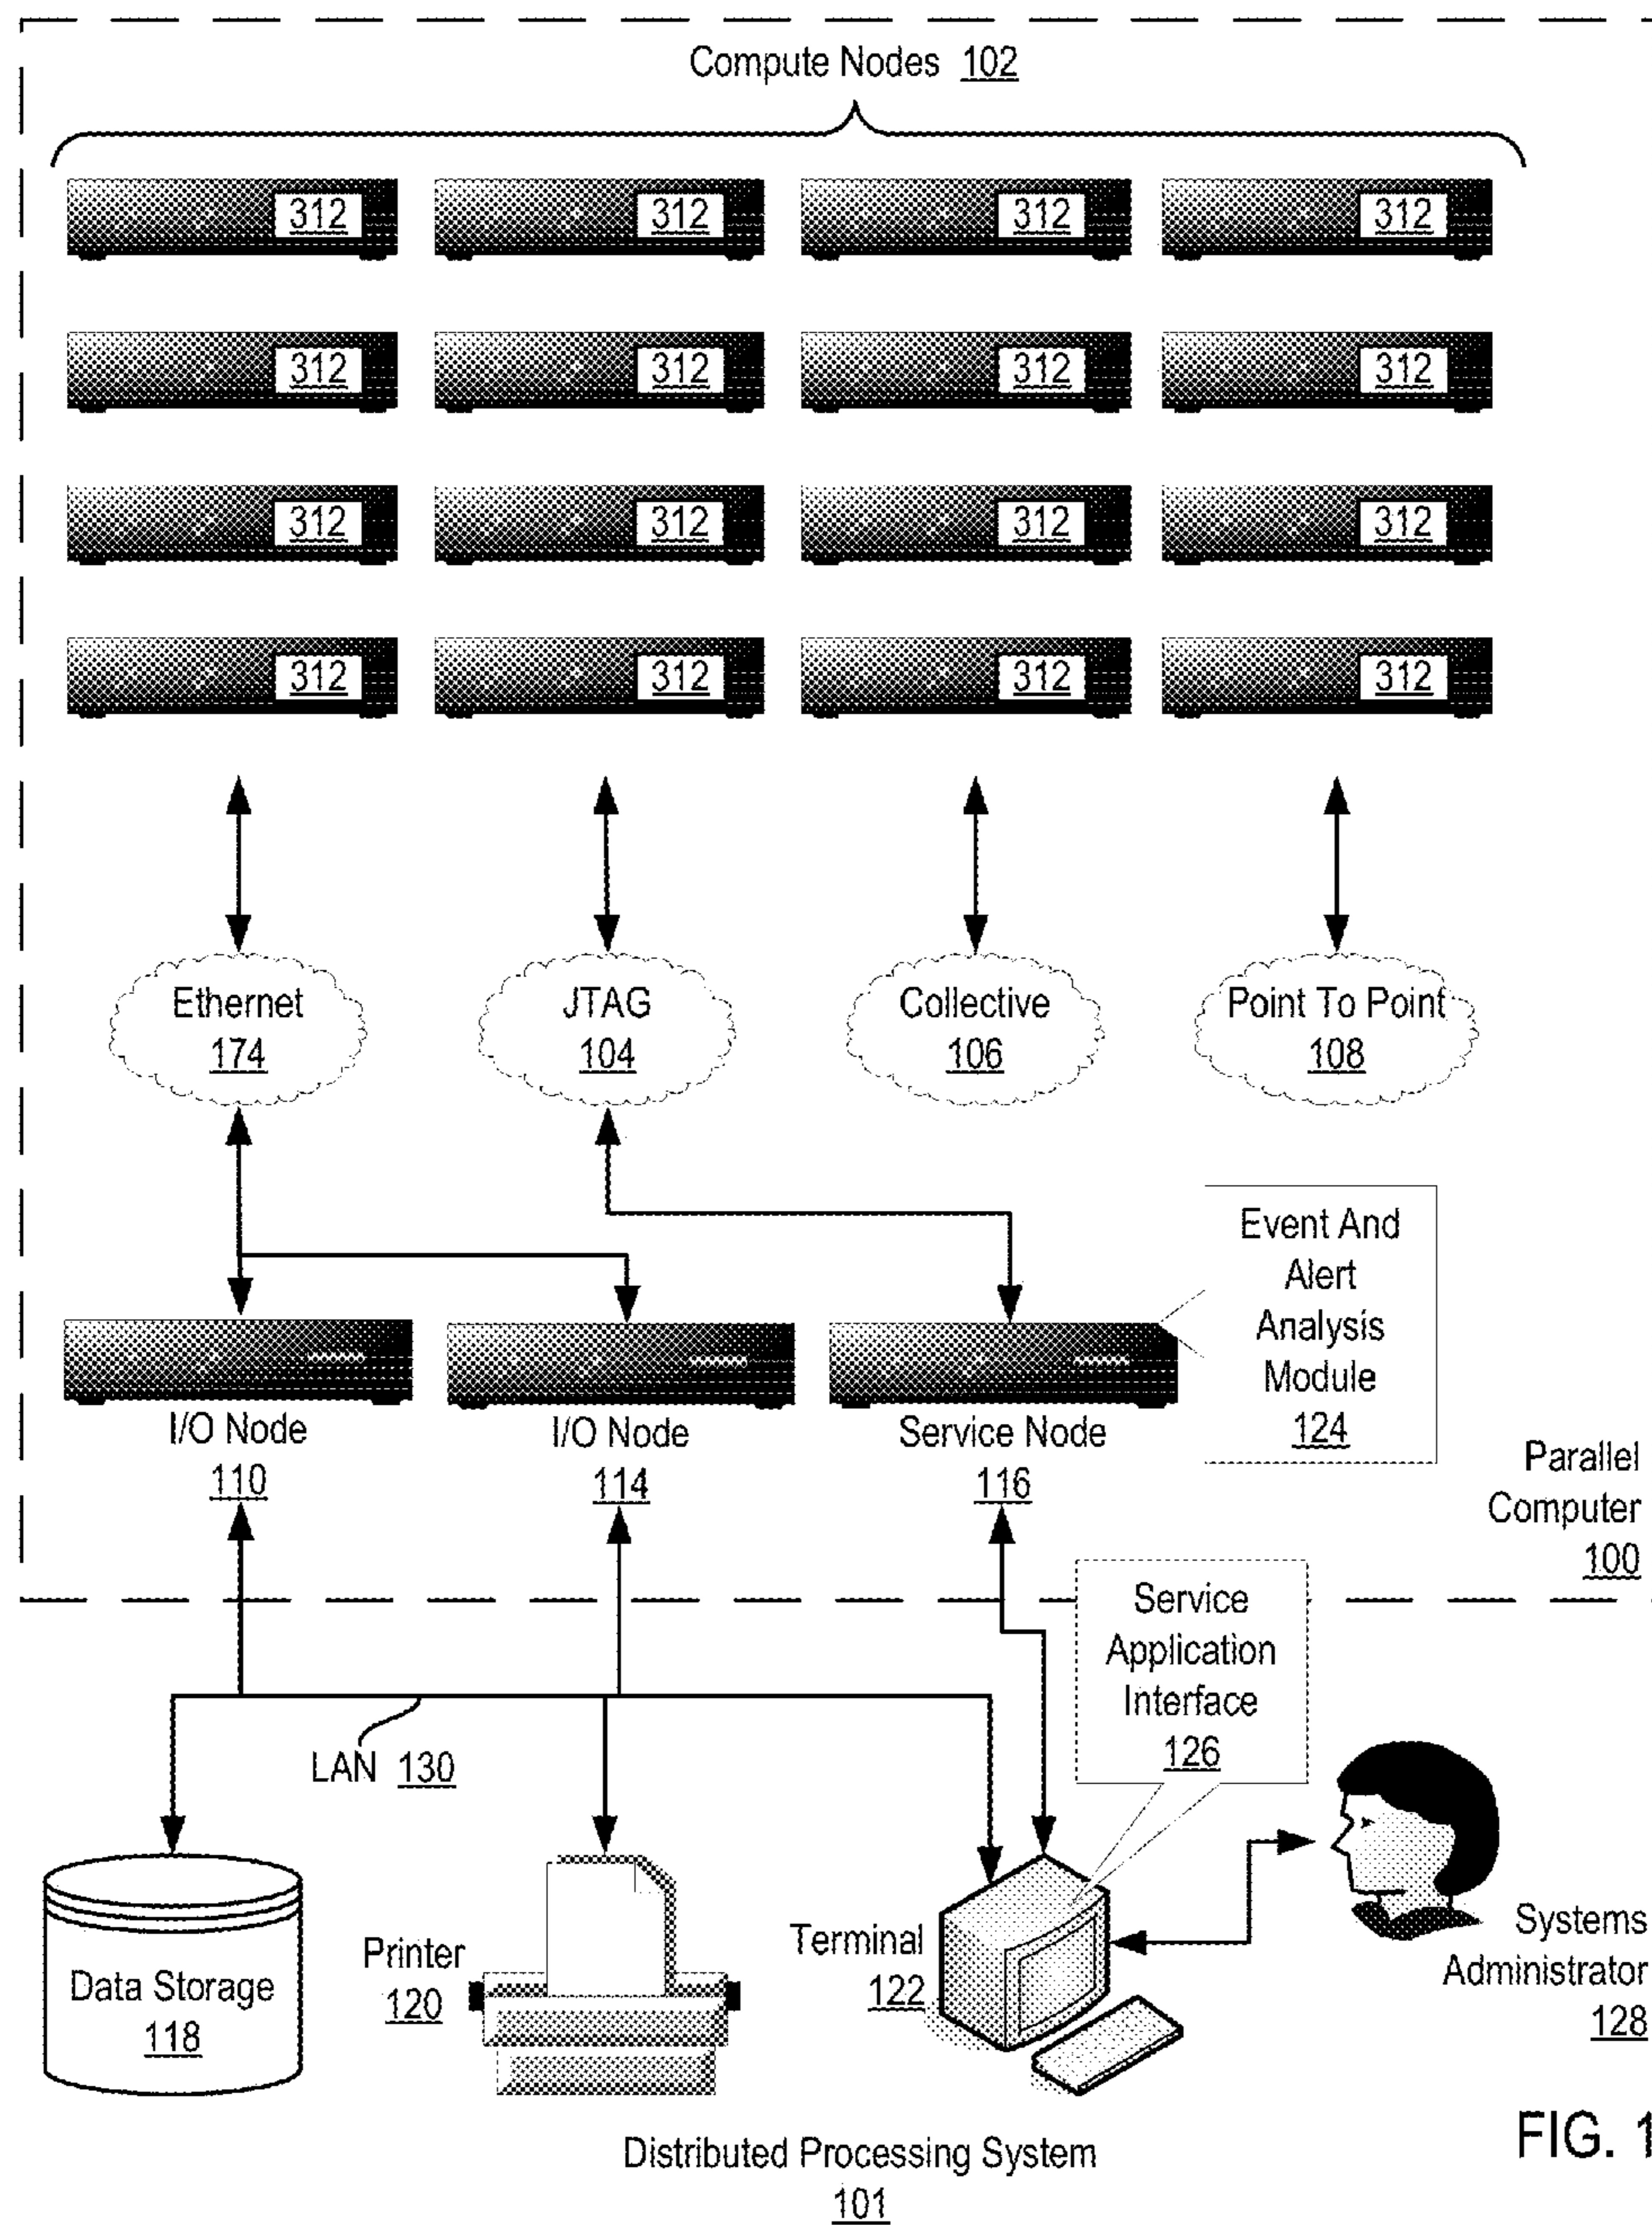 Compute Nodes 102
312 312 312 312
312 312 312 312
312 312 312 312
312 312 312 312
Ethernet
174
JTAG
104
Collective
106
Point To Point
108
Event And
Alert
Analysis
Module
124
I/O Node
110
I/O Node
114
Service Node
116
Parallel
Computer
100
Service
Application
Interface
126
LAN 130
Data Storage
118
Printer
120
Terminal
122
Systems
Administrator
128
Distributed Processing System
101
FIG. 1